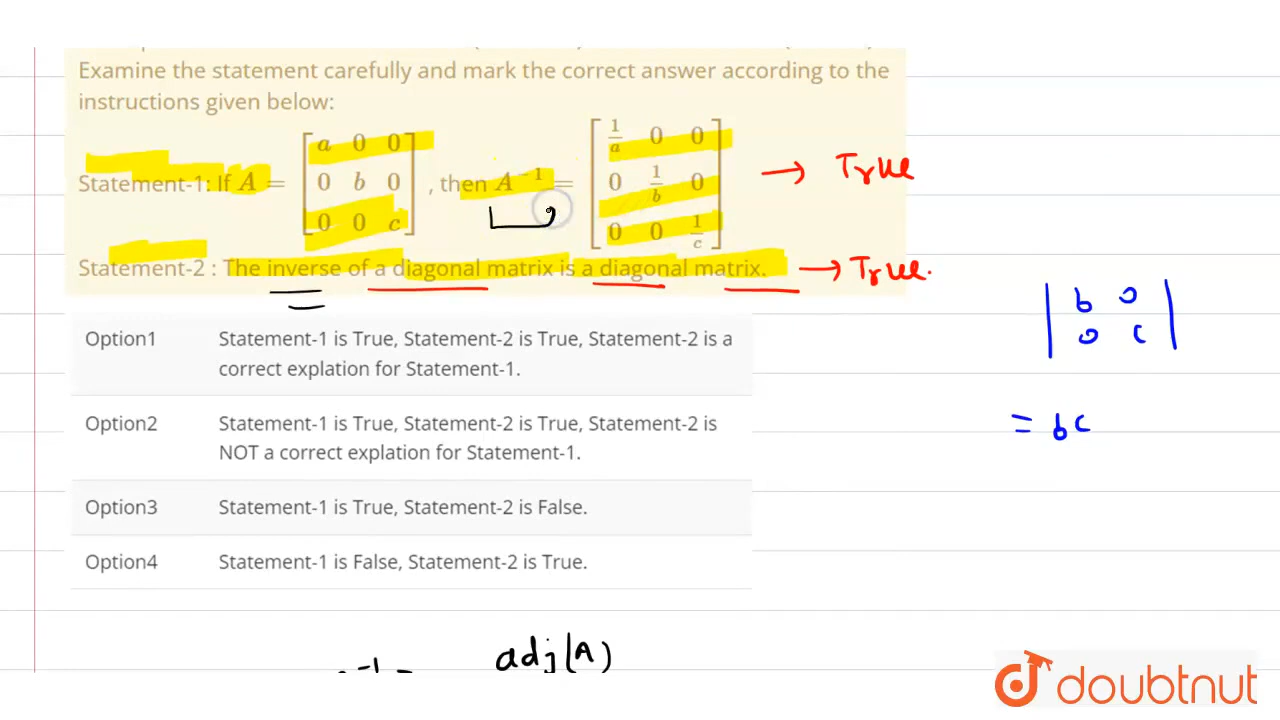 Examine the statement carefully and mark the correct answer according to the
instructions given below:
Statement-1: If A = [a 0 0; 0 b 0; 0 0 c] , then A⁻¹ = [1/a 0 0; 0 1/b 0; 0 0 1/c] → True
Statement-2 : The inverse of a diagonal matrix is a diagonal matrix. → True.
| b 0 |
| 0 c |
= bc
Option1 Statement-1 is True, Statement-2 is True, Statement-2 is a
correct explation for Statement-1.
Option2 Statement-1 is True, Statement-2 is True, Statement-2 is
NOT a correct explation for Statement-1.
Option3 Statement-1 is True, Statement-2 is False.
Option4 Statement-1 is False, Statement-2 is True.
adj(A)
-1 =
doubtnut